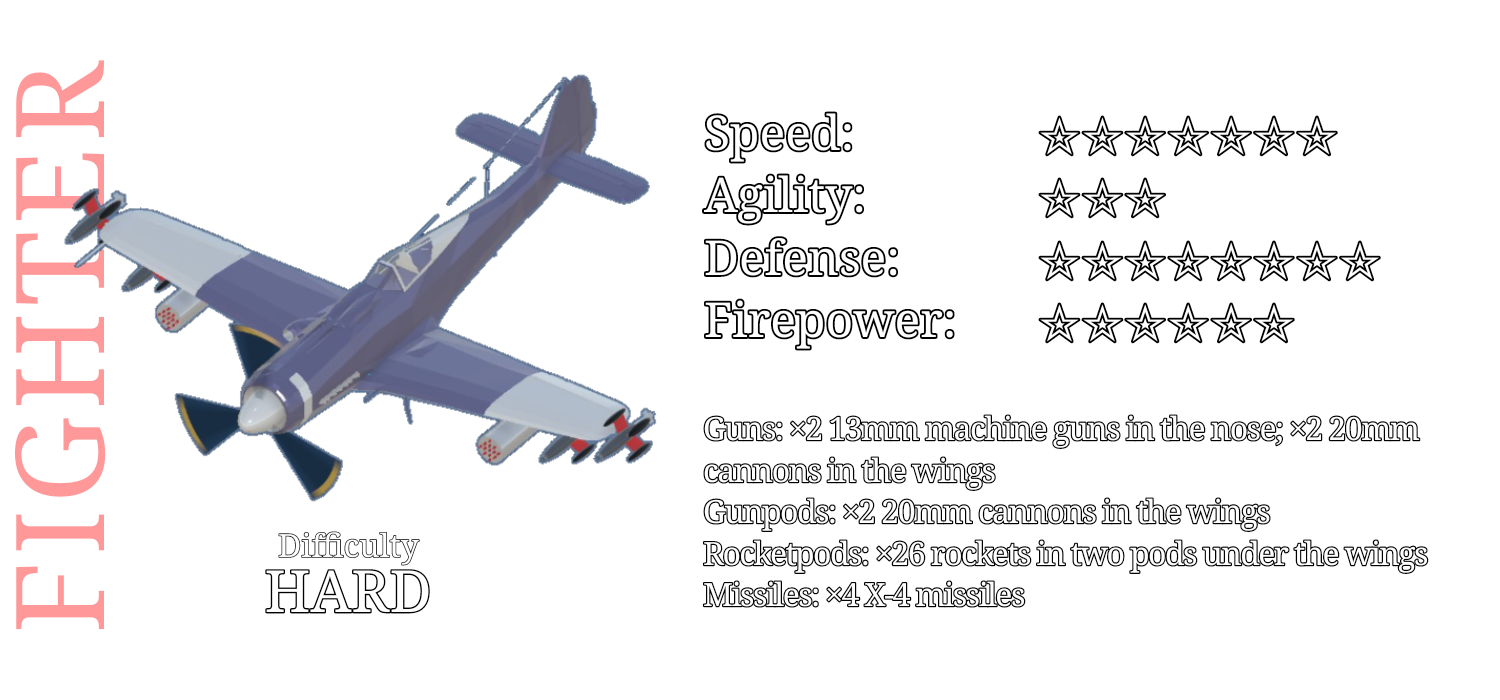 FIGHTER
Speed: ☆☆☆☆☆☆☆
Agility: ☆☆☆
Defense: ☆☆☆☆☆☆☆☆
Firepower: ☆☆☆☆☆☆
Guns: ×2 13mm machine guns in the nose; ×2 20mm
cannons in the wings
Gunpods: ×2 20mm cannons in the wings
Rocketpods: ×26 rockets in two pods under the wings
Missiles: ×4 X-4 missiles
Difficulty
HARD